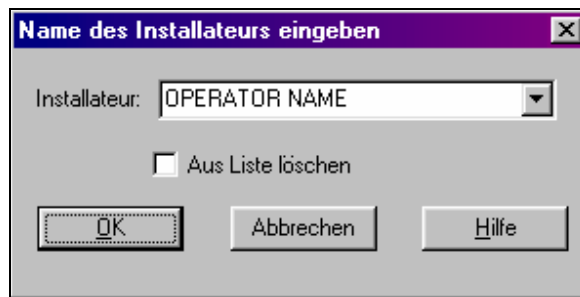 Name des Installateurs eingeben
Installateur: OPERATOR NAME
Aus Liste löschen
OK Abbrechen Hilfe